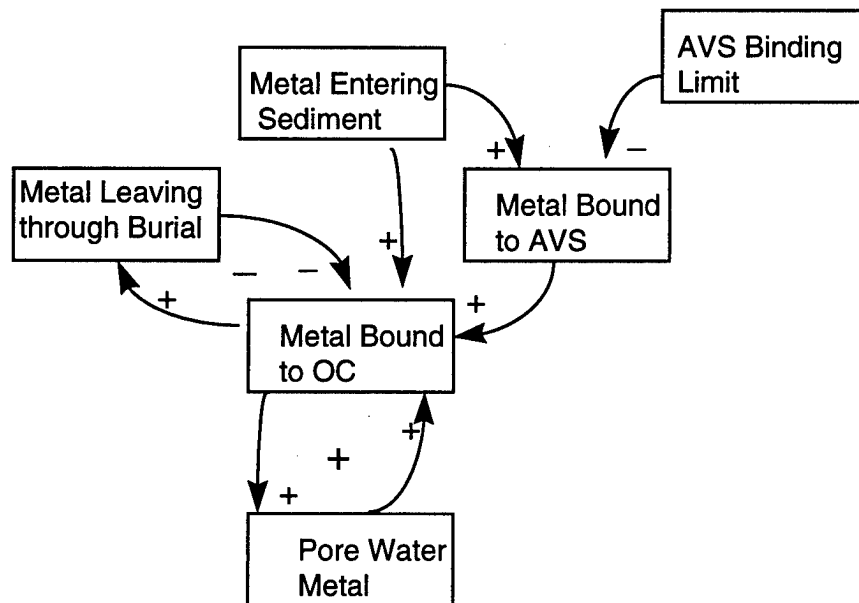 AVS Binding
Limit
Metal Entering
Sediment
+
−
Metal Leaving
through Burial
Metal Bound
to AVS
+
−
−
+
+
Metal Bound
to OC
+
+
+
Pore Water
Metal